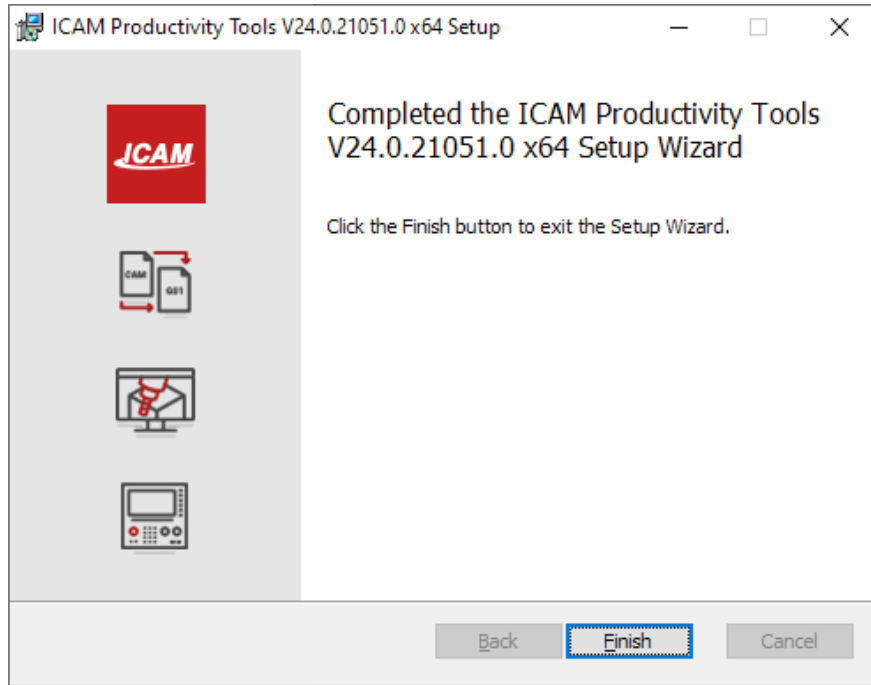 ICAM Productivity Tools V24.0.21051.0 x64 Setup
ICAM
Completed the ICAM Productivity Tools
V24.0.21051.0 x64 Setup Wizard
Click the Finish button to exit the Setup Wizard.
CAM
G01
Back
Finish
Cancel